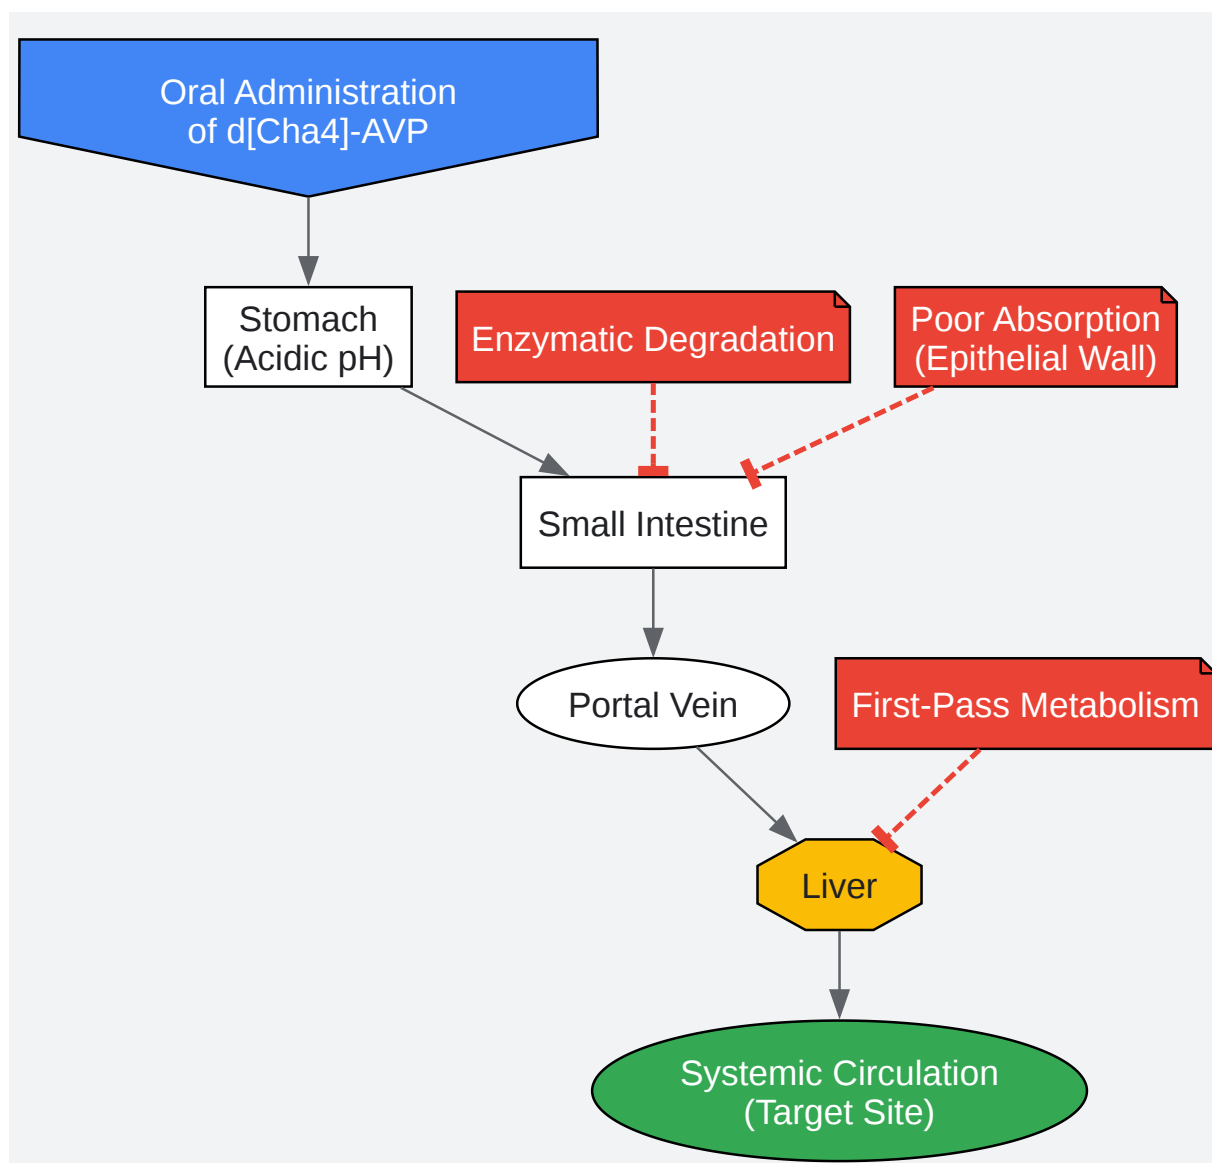 Oral Administration
of d[Cha4]-AVP
Stomach
(Acidic pH)
Enzymatic Degradation
Poor Absorption
(Epithelial Wall)
Small Intestine
Portal Vein
First-Pass Metabolism
Liver
Systemic Circulation
(Target Site)